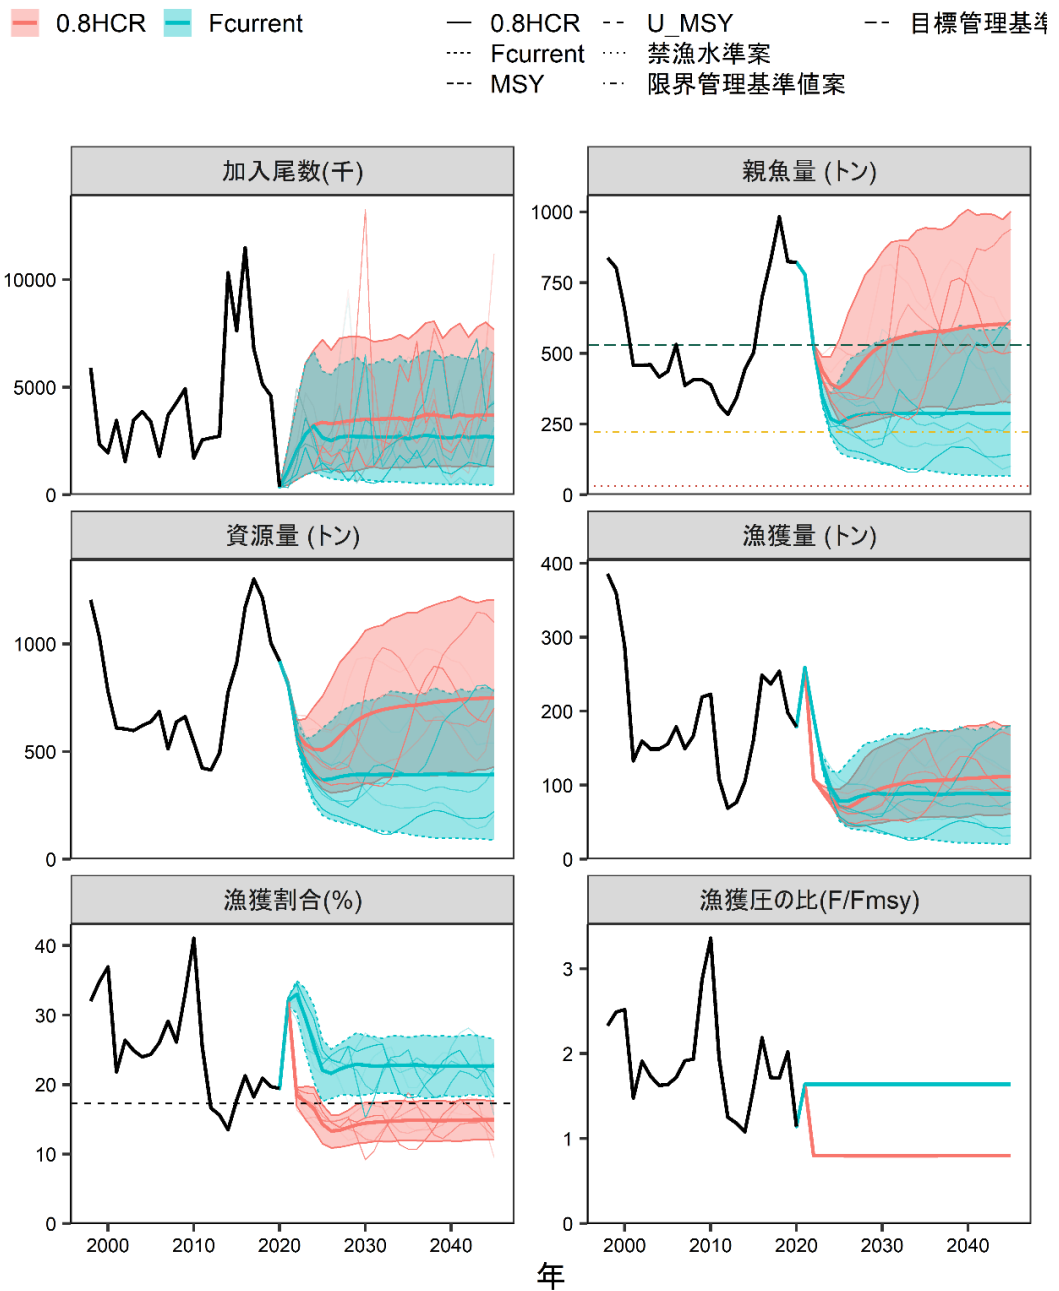 0.8HCR Fcurrent
0.8HCR U_MSY 目標管理基準
Fcurrent 禁漁水準案
MSY 限界管理基準値案
加入尾数(千) 親魚量 (トン)
10000
5000
0
1000
750
500
250
0
資源量 (トン) 漁獲量 (トン)
1000
500
0
400
300
200
100
0
漁獲割合(%) 漁獲圧の比(F/Fmsy)
40
30
20
10
0
3
2
1
0
2000 2010 2020 2030 2040 2000 2010 2020 2030 2040
年